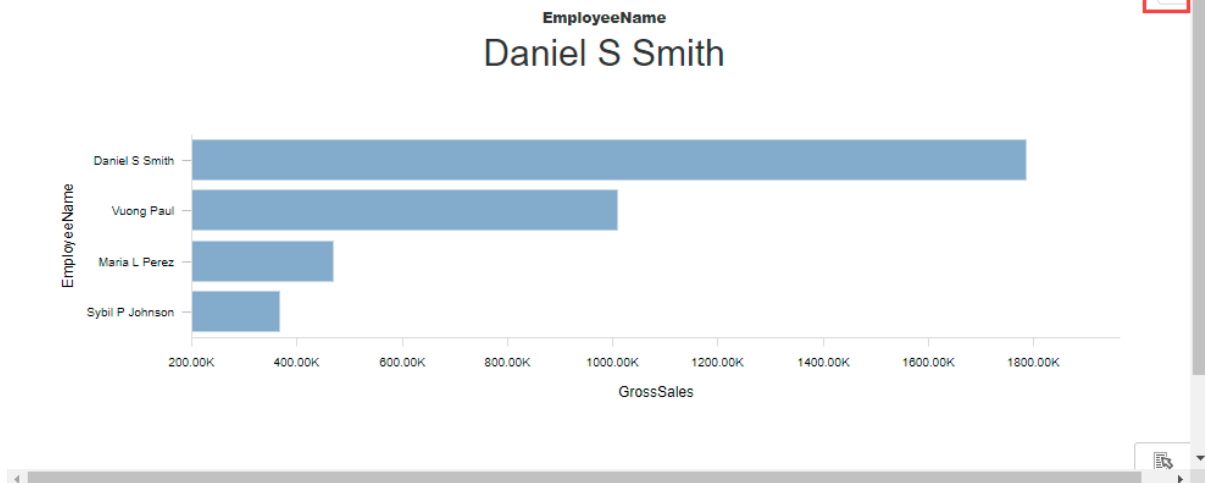 EmployeeName
Daniel S Smith
EmployeeName
Daniel S Smith
Vuong Paul
Maria L Perez
Sybil P Johnson
200.00K 400.00K 600.00K 800.00K 1000.00K 1200.00K 1400.00K 1600.00K 1800.00K
GrossSales